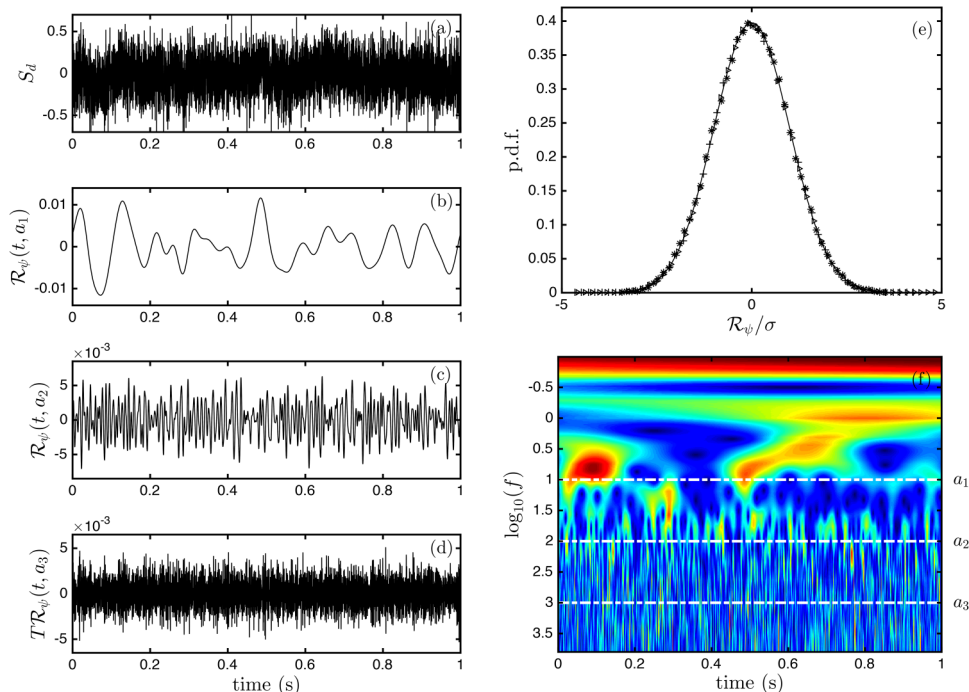 (a)
S_d
0.5
0
-0.5
0 0.2 0.4 0.6 0.8 1
(b)
R_ψ(t, a_1)
0.01
0
-0.01
0 0.2 0.4 0.6 0.8 1
×10^-3
(c)
R_ψ(t, a_2)
5
0
-5
0 0.2 0.4 0.6 0.8 1
×10^-3
(d)
TR_ψ(t, a_3)
5
0
-5
0 0.2 0.4 0.6 0.8 1
time (s)
(e)
p.d.f.
0.4
0.35
0.3
0.25
0.2
0.15
0.1
0.05
0
-5 0 5
R_ψ/σ
(f)
log_10(f)
-0.5
0
0.5
1
1.5
2
2.5
3
3.5
a_1
a_2
a_3
0 0.2 0.4 0.6 0.8 1
time (s)